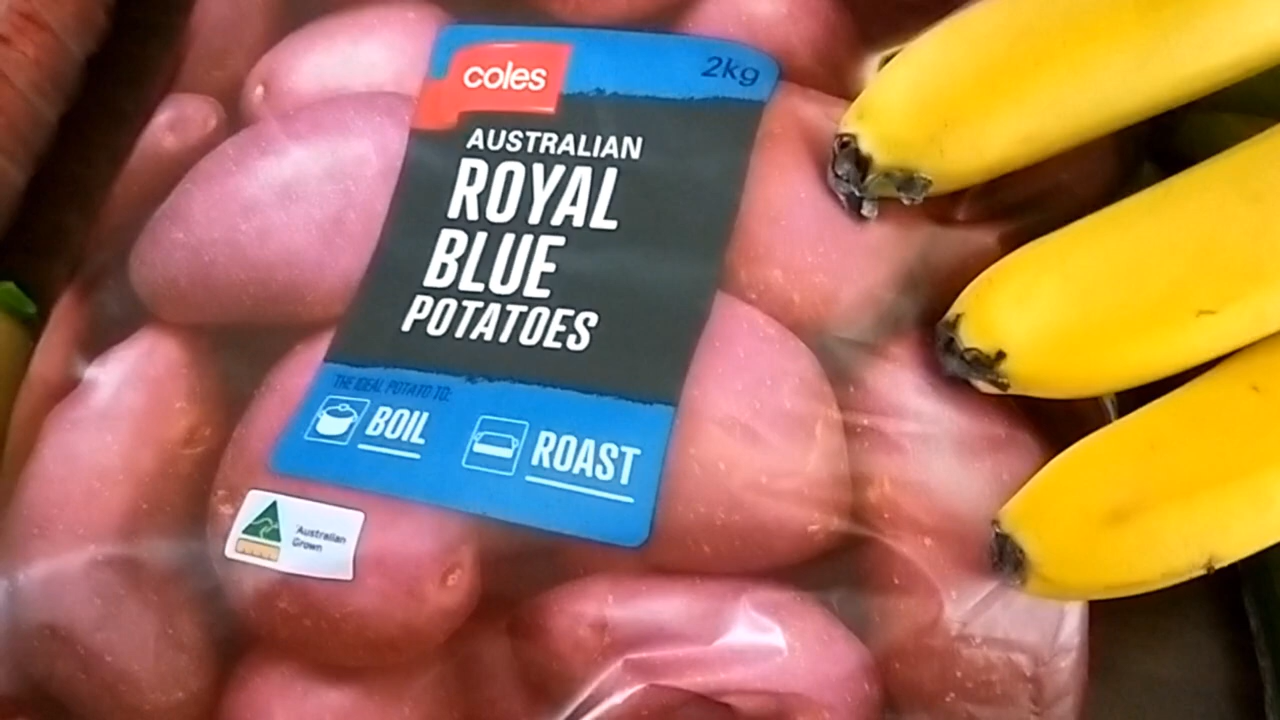 coles
2kg
AUSTRALIAN
ROYAL
BLUE
POTATOES
THE IDEAL POTATO TO:
BOIL
ROAST
Australian
Grown